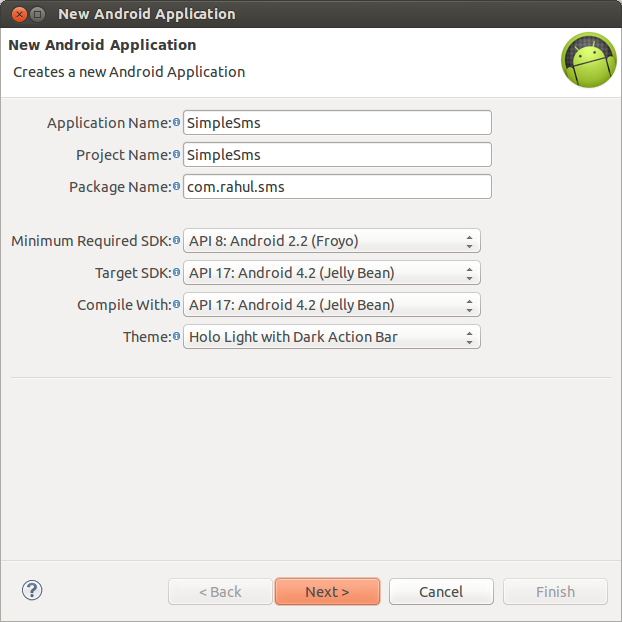 New Android Application
New Android Application
Creates a new Android Application
Application Name: SimpleSms
Project Name: SimpleSms
Package Name: com.rahul.sms
Minimum Required SDK: API 8: Android 2.2 (Froyo)
Target SDK: API 17: Android 4.2 (Jelly Bean)
Compile With: API 17: Android 4.2 (Jelly Bean)
Theme: Holo Light with Dark Action Bar
? < Back Next > Cancel Finish